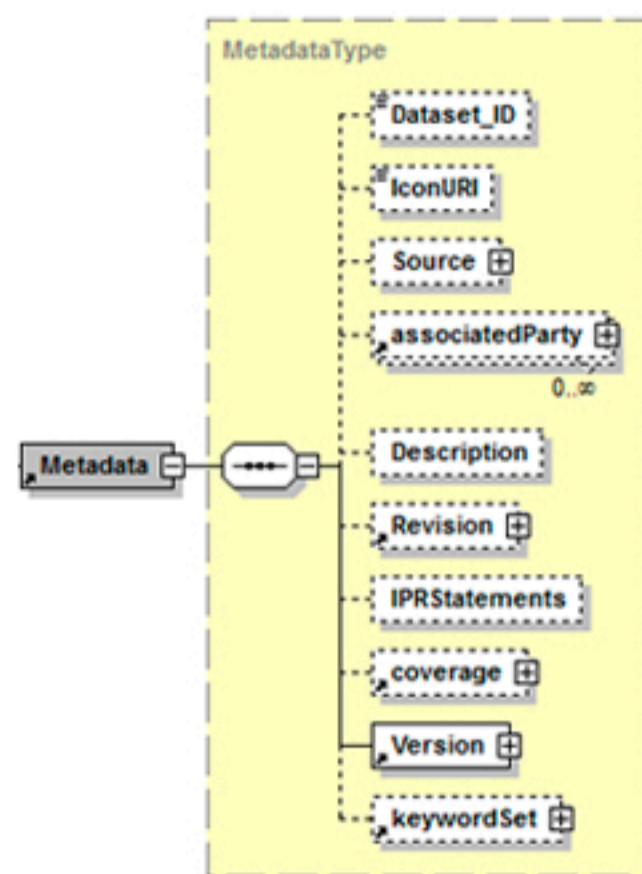 MetadataType
Dataset_ID
IconURI
Source
associatedParty
0..∞
Description
Metadata
Revision
IPRStatements
coverage
Version
keywordSet